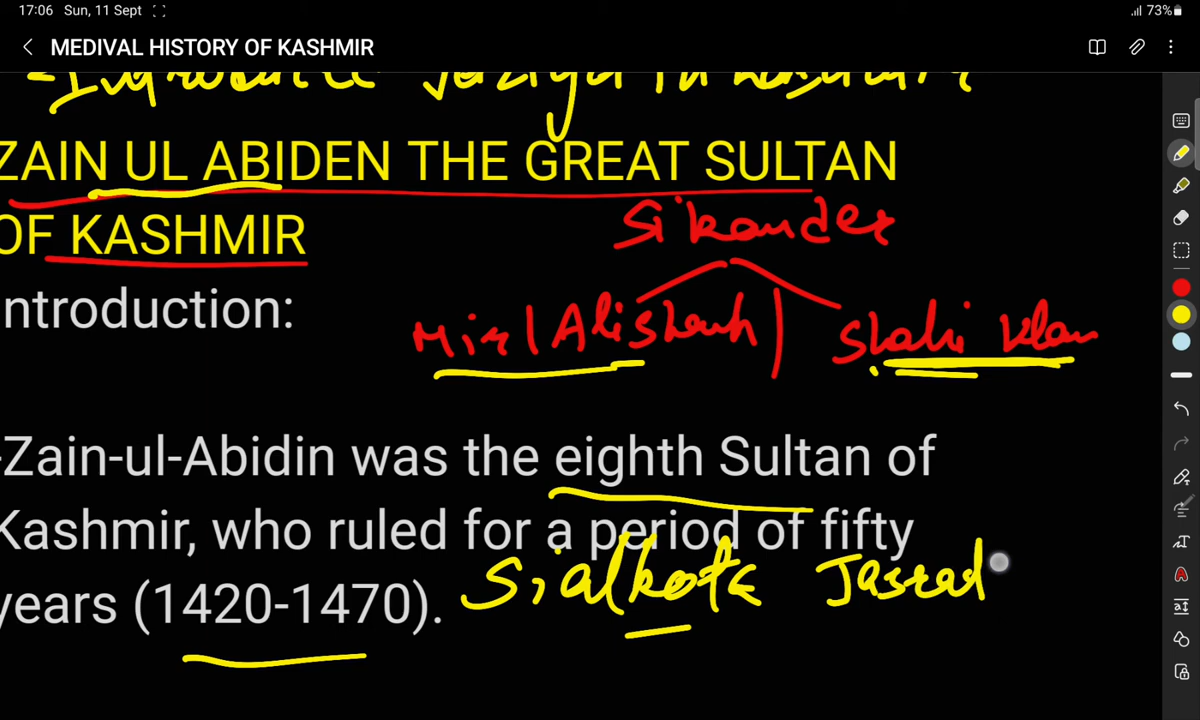 17:06 Sun, 11 Sept 73%
MEDIVAL HISTORY OF KASHMIR
in
ZAIN UL ABIDEN THE GREAT SULTAN
OF KASHMIR
Sikander
ntroduction:
Mir / Ali Shah / Shahi Khan
-Zain-ul-Abidin was the eighth Sultan of
Kashmir, who ruled for a period of fifty
years (1420-1470).
Sialkote Jasrad